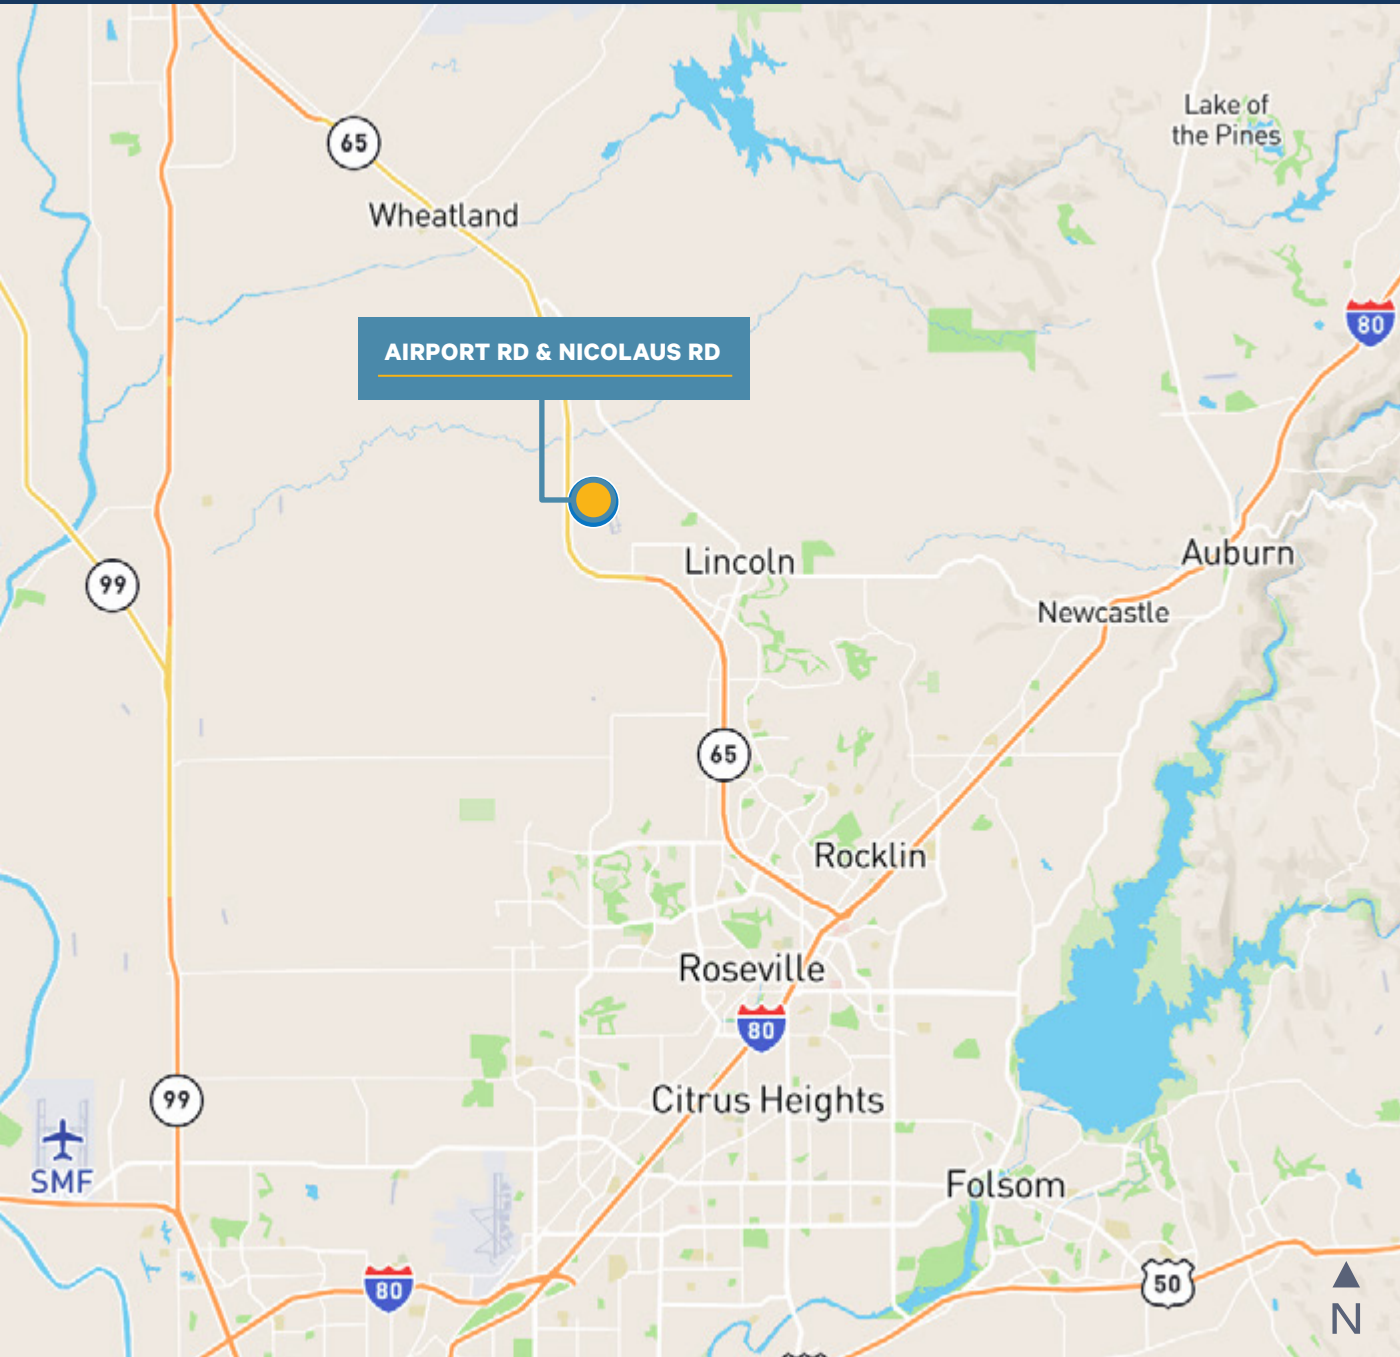 Lake of
the Pines
65
Wheatland
80
AIRPORT RD & NICOLAUS RD
Lincoln
Auburn
99
Newcastle
65
Rocklin
Roseville
80
Citrus Heights
99
SMF
Folsom
80
50
N